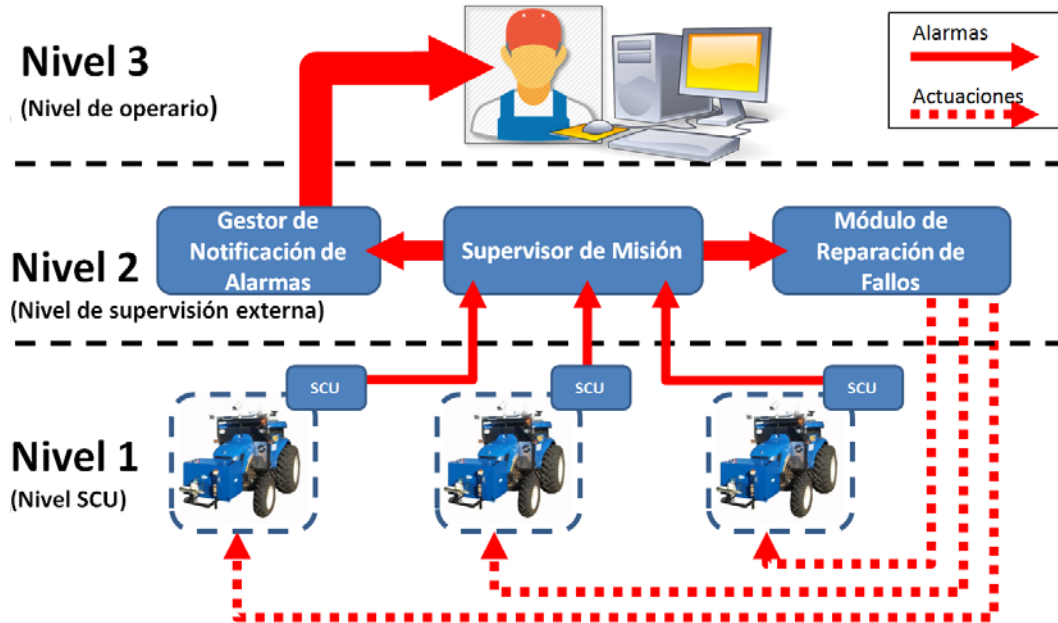 Nivel 3
(Nivel de operario)
Alarmas
Actuaciones
Nivel 2
(Nivel de supervisión externa)
Gestor de
Notificación de
Alarmas
Supervisor de Misión
Módulo de
Reparación de
Fallos
Nivel 1
(Nivel SCU)
SCU
SCU
SCU